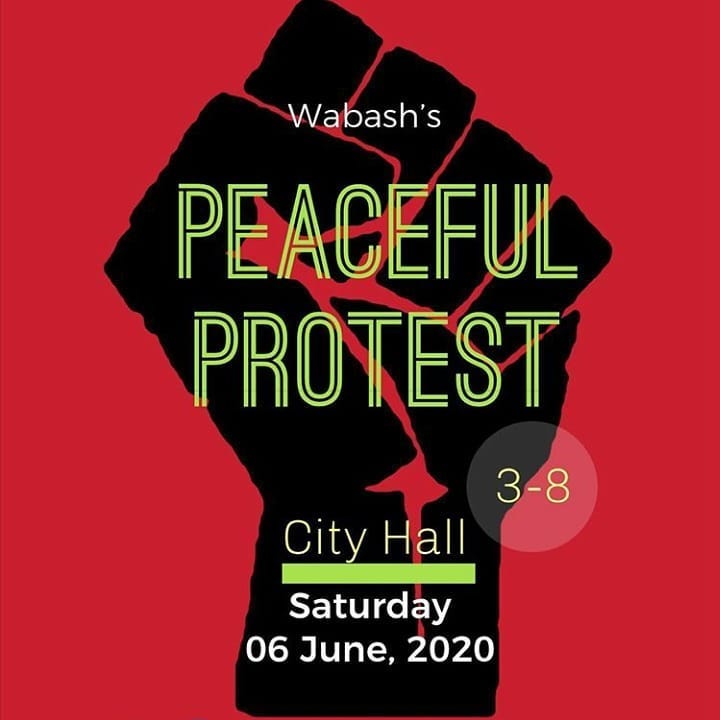 Wabash's
PEACEFUL
PROTEST
3-8
City Hall
Saturday
06 June, 2020